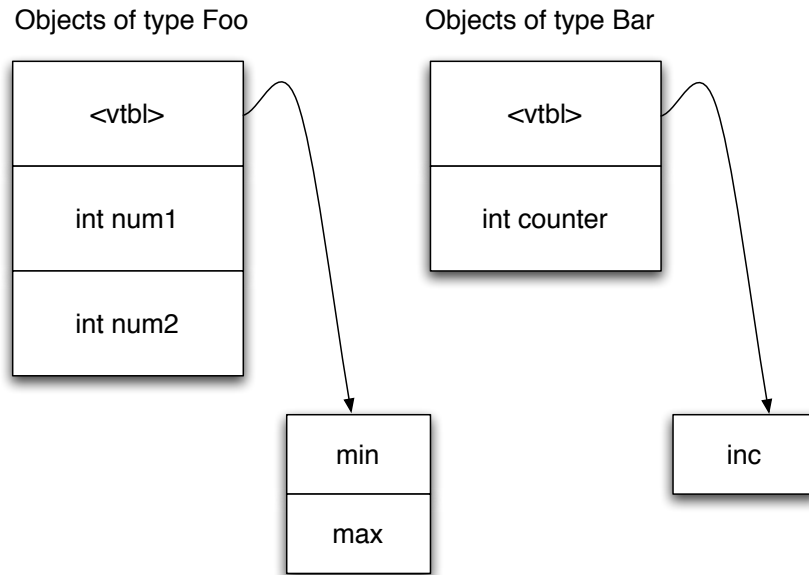 Objects of type Foo
Objects of type Bar
<vtbl>
int num1
int num2
<vtbl>
int counter
min
max
inc